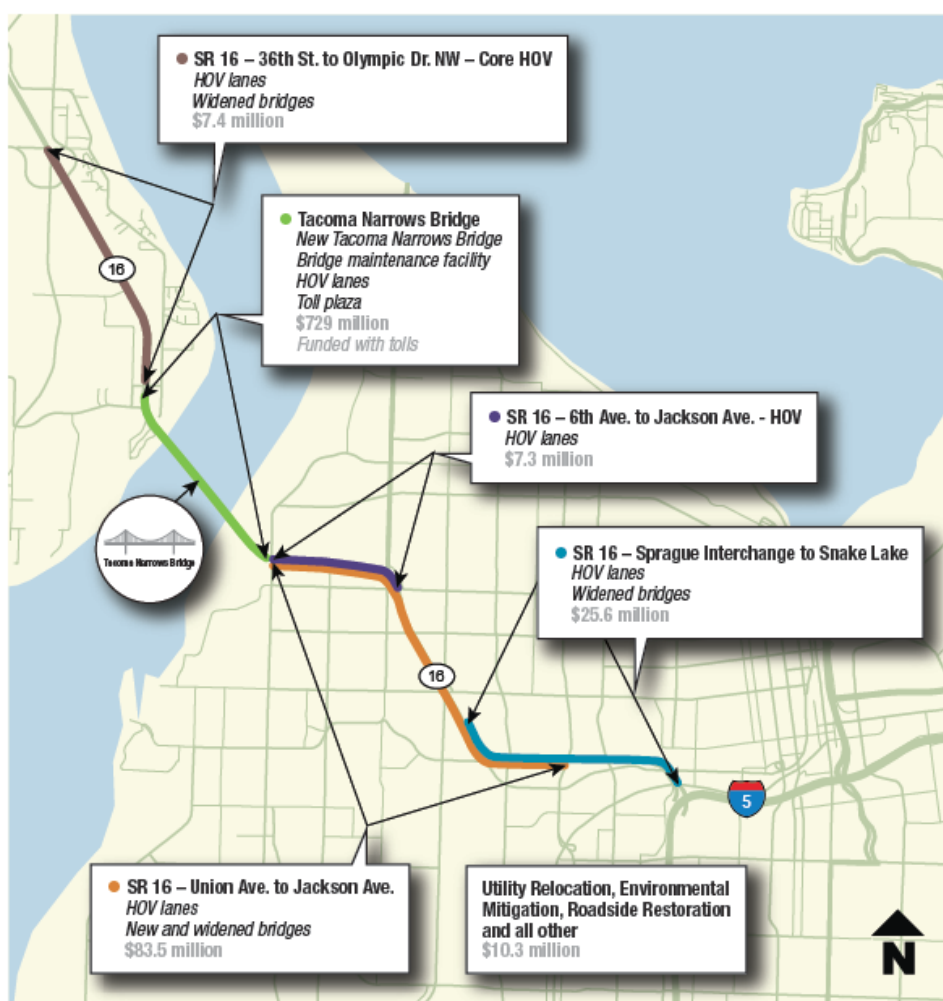 SR 16 – 36th St. to Olympic Dr. NW – Core HOV
HOV lanes
Widened bridges
$7.4 million
Tacoma Narrows Bridge
New Tacoma Narrows Bridge
Bridge maintenance facility
HOV lanes
Toll plaza
$729 million
Funded with tolls
16
SR 16 – 6th Ave. to Jackson Ave. - HOV
HOV lanes
$7.3 million
Tacoma Narrows Bridge
SR 16 – Sprague Interchange to Snake Lake
HOV lanes
Widened bridges
$25.6 million
16
5
SR 16 – Union Ave. to Jackson Ave.
HOV lanes
New and widened bridges
$83.5 million
Utility Relocation, Environmental
Mitigation, Roadside Restoration
and all other
$10.3 million
N